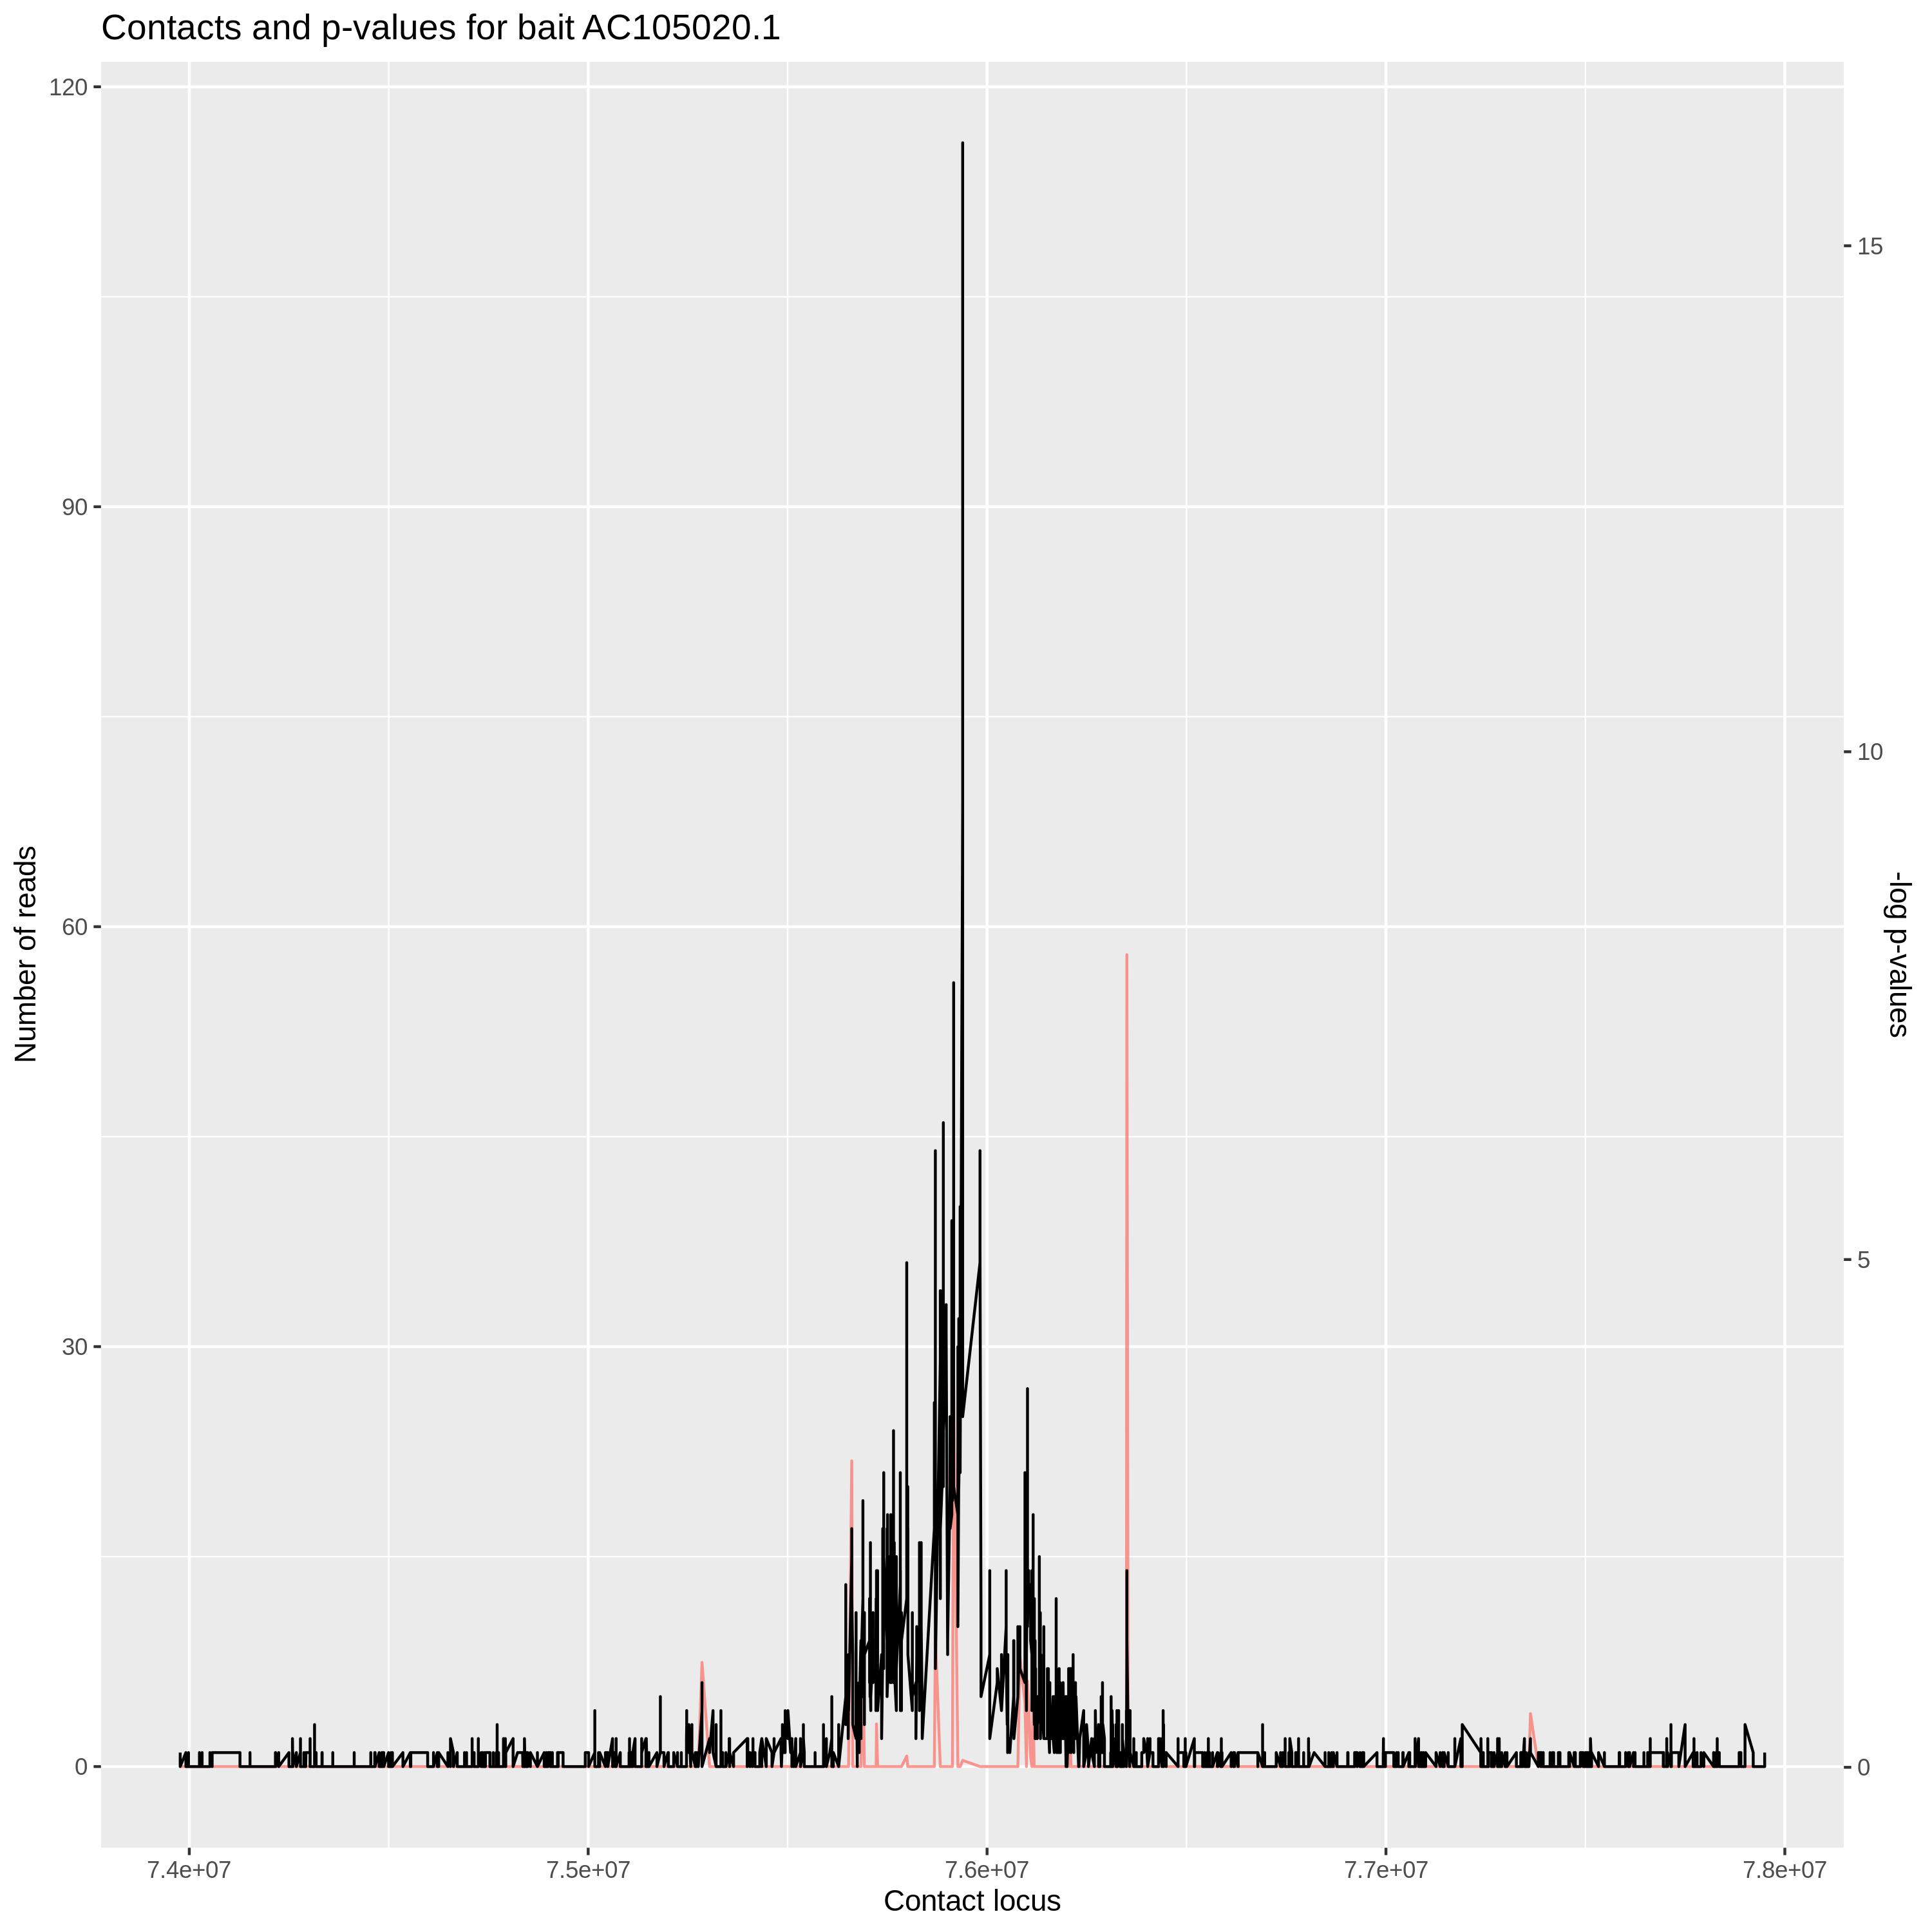 Contacts and p-values for bait AC105020.1
120
90
60
30
0
Number of reads
15
10
5
0
-log p-values
7.4e+07
7.5e+07
7.6e+07
7.7e+07
7.8e+07
Contact locus